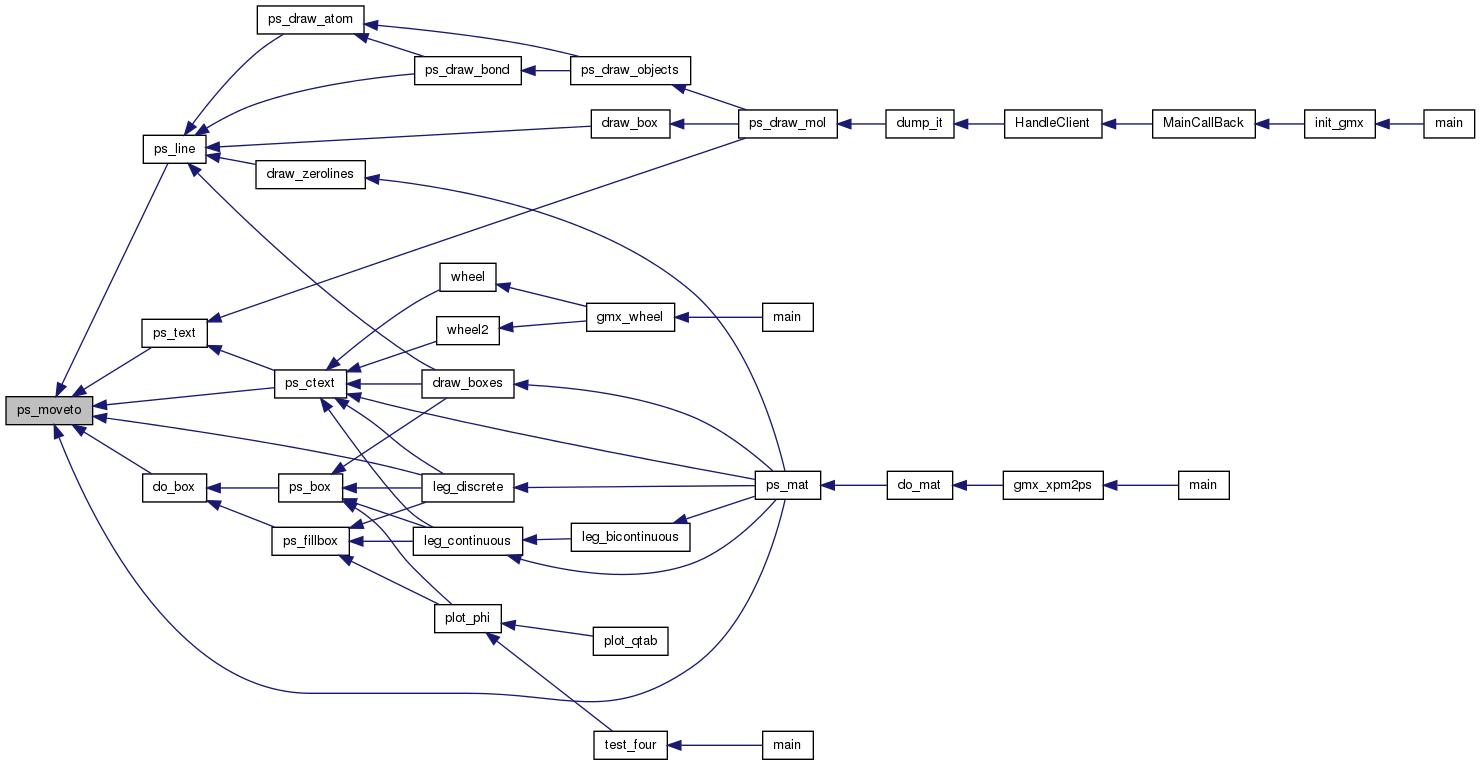 ps_draw_atom
ps_draw_bond
ps_draw_objects
draw_box
ps_draw_mol
dump_it
HandleClient
MainCallBack
init_gmx
main
ps_line
draw_zerolines
wheel
gmx_wheel
main
ps_text
wheel2
ps_ctext
draw_boxes
ps_moveto
do_box
ps_box
leg_discrete
ps_mat
do_mat
gmx_xpm2ps
main
ps_fillbox
leg_continuous
leg_bicontinuous
plot_phi
plot_qtab
test_four
main